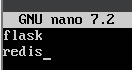 GNU nano 7.2
flask
redis